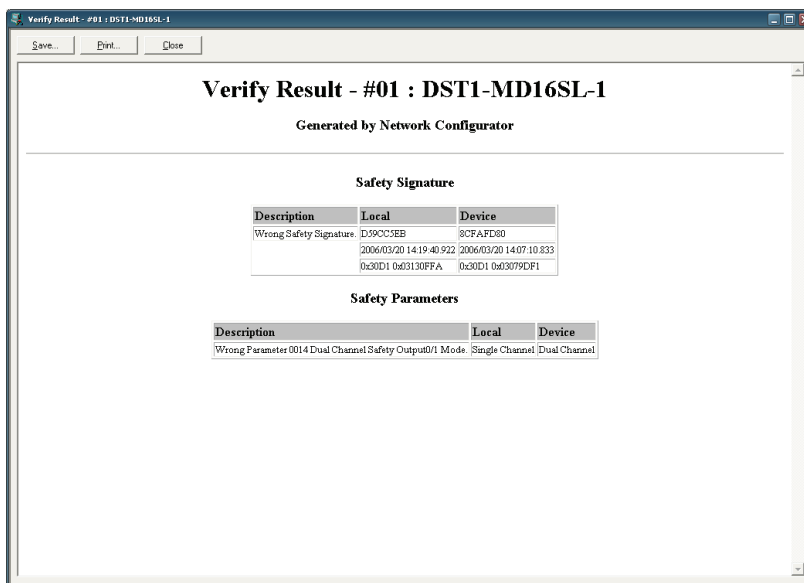 Verify Result - #01 : DST1-MD16SL-1
Save... Print... Close
Verify Result - #01 : DST1-MD16SL-1
Generated by Network Configurator
Safety Signature
Description Local Device
Wrong Safety Signature. D59CC5EB 8CFAFD80
2006/03/20 14:19:40.922 2006/03/20 14:07:10.833
0x30D1 0x03130FFA 0x30D1 0x03079DF1
Safety Parameters
Description Local Device
Wrong Parameter 0014 Dual Channel Safety Output0/1 Mode. Single Channel Dual Channel